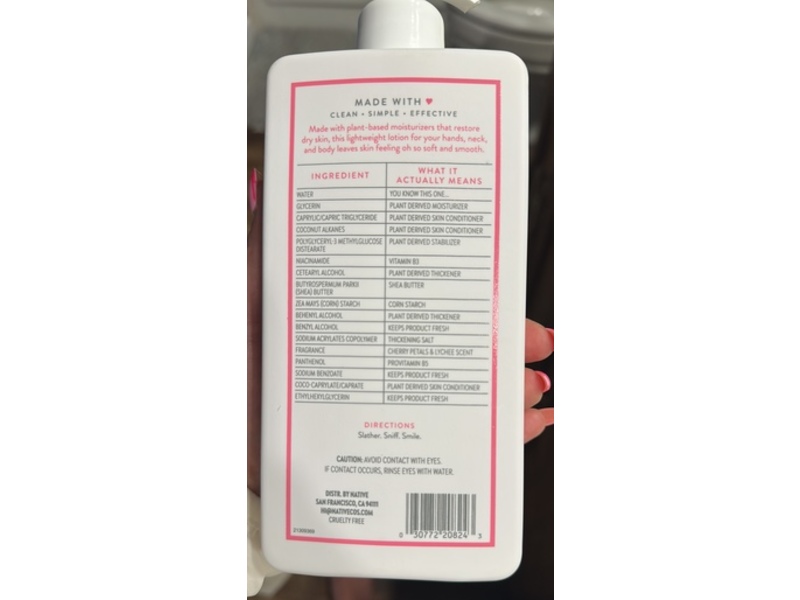 MADE WITH ♥
CLEAN • SIMPLE • EFFECTIVE
Made with plant-based moisturizers that restore
dry skin, this lightweight lotion for your hands, neck,
and body leaves skin feeling oh so soft and smooth.
INGREDIENT WHAT IT
ACTUALLY MEANS
WATER YOU KNOW THIS ONE...
GLYCERIN PLANT DERIVED MOISTURIZER
CAPRYLIC/CAPRIC TRIGLYCERIDE PLANT DERIVED SKIN CONDITIONER
COCONUT ALKANES PLANT DERIVED SKIN CONDITIONER
POLYGLYCERYL-3 METHYLGLUCOSE PLANT DERIVED STABILIZER
DISTEARATE
NIACINAMIDE VITAMIN B3
CETEARYL ALCOHOL PLANT DERIVED THICKENER
BUTYROSPERMUM PARKII SHEA BUTTER
(SHEA) BUTTER
ZEA MAYS (CORN) STARCH CORN STARCH
BEHENYL ALCOHOL PLANT DERIVED THICKENER
BENZYL ALCOHOL KEEPS PRODUCT FRESH
SODIUM ACRYLATES COPOLYMER THICKENING SALT
FRAGRANCE CHERRY PETALS & LYCHEE SCENT
PANTHENOL PROVITAMIN B5
SODIUM BENZOATE KEEPS PRODUCT FRESH
COCO-CAPRYLATE/CAPRATE PLANT DERIVED SKIN CONDITIONER
ETHYLHEXYLGLYCERIN KEEPS PRODUCT FRESH
DIRECTIONS
Slather. Sniff. Smile.
CAUTION: AVOID CONTACT WITH EYES.
IF CONTACT OCCURS, RINSE EYES WITH WATER.
DISTR. BY NATIVE
SAN FRANCISCO, CA 94111
HI@NATIVECOS.COM
CRUELTY FREE
0 30772 20824 3